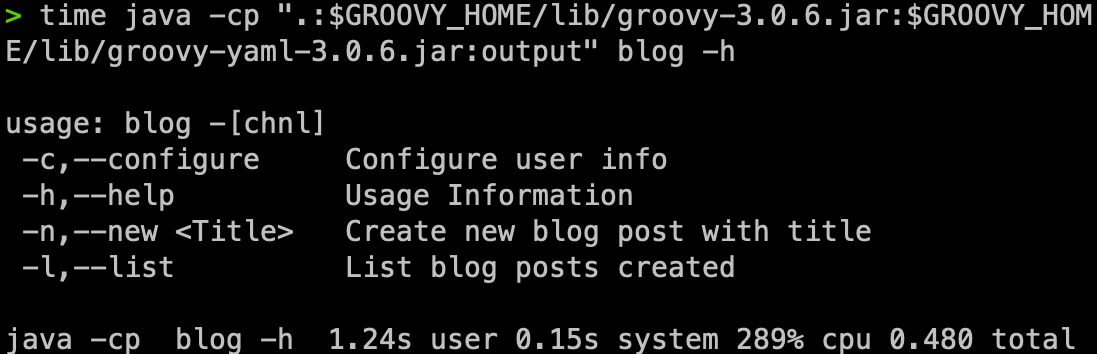 > time java -cp ".:$GROOVY_HOME/lib/groovy-3.0.6.jar:$GROOVY_HOM
E/lib/groovy-yaml-3.0.6.jar:output" blog -h
usage: blog -[chnl]
-c,--configure     Configure user info
-h,--help          Usage Information
-n,--new <Title>   Create new blog post with title
-l,--list          List blog posts created
java -cp  blog -h  1.24s user 0.15s system 289% cpu 0.480 total